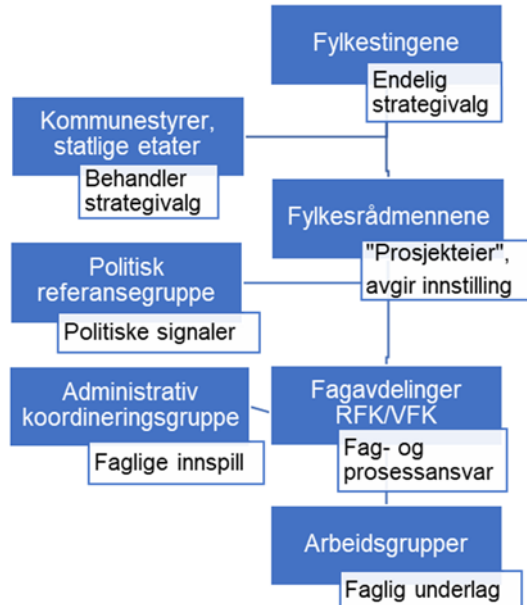 Fylkestingene
Endelig
strategivalg
Kommunestyrer,
statlige etater
Behandler
strategivalg
Fylkesrådmennene
"Prosjekteier",
avgir innstilling
Politisk
referansegruppe
Politiske signaler
Administrativ
koordineringsgruppe
Faglige innspill
Fagavdelinger
RFK/VFK
Fag- og
prosessansvar
Arbeidsgrupper
Faglig underlag